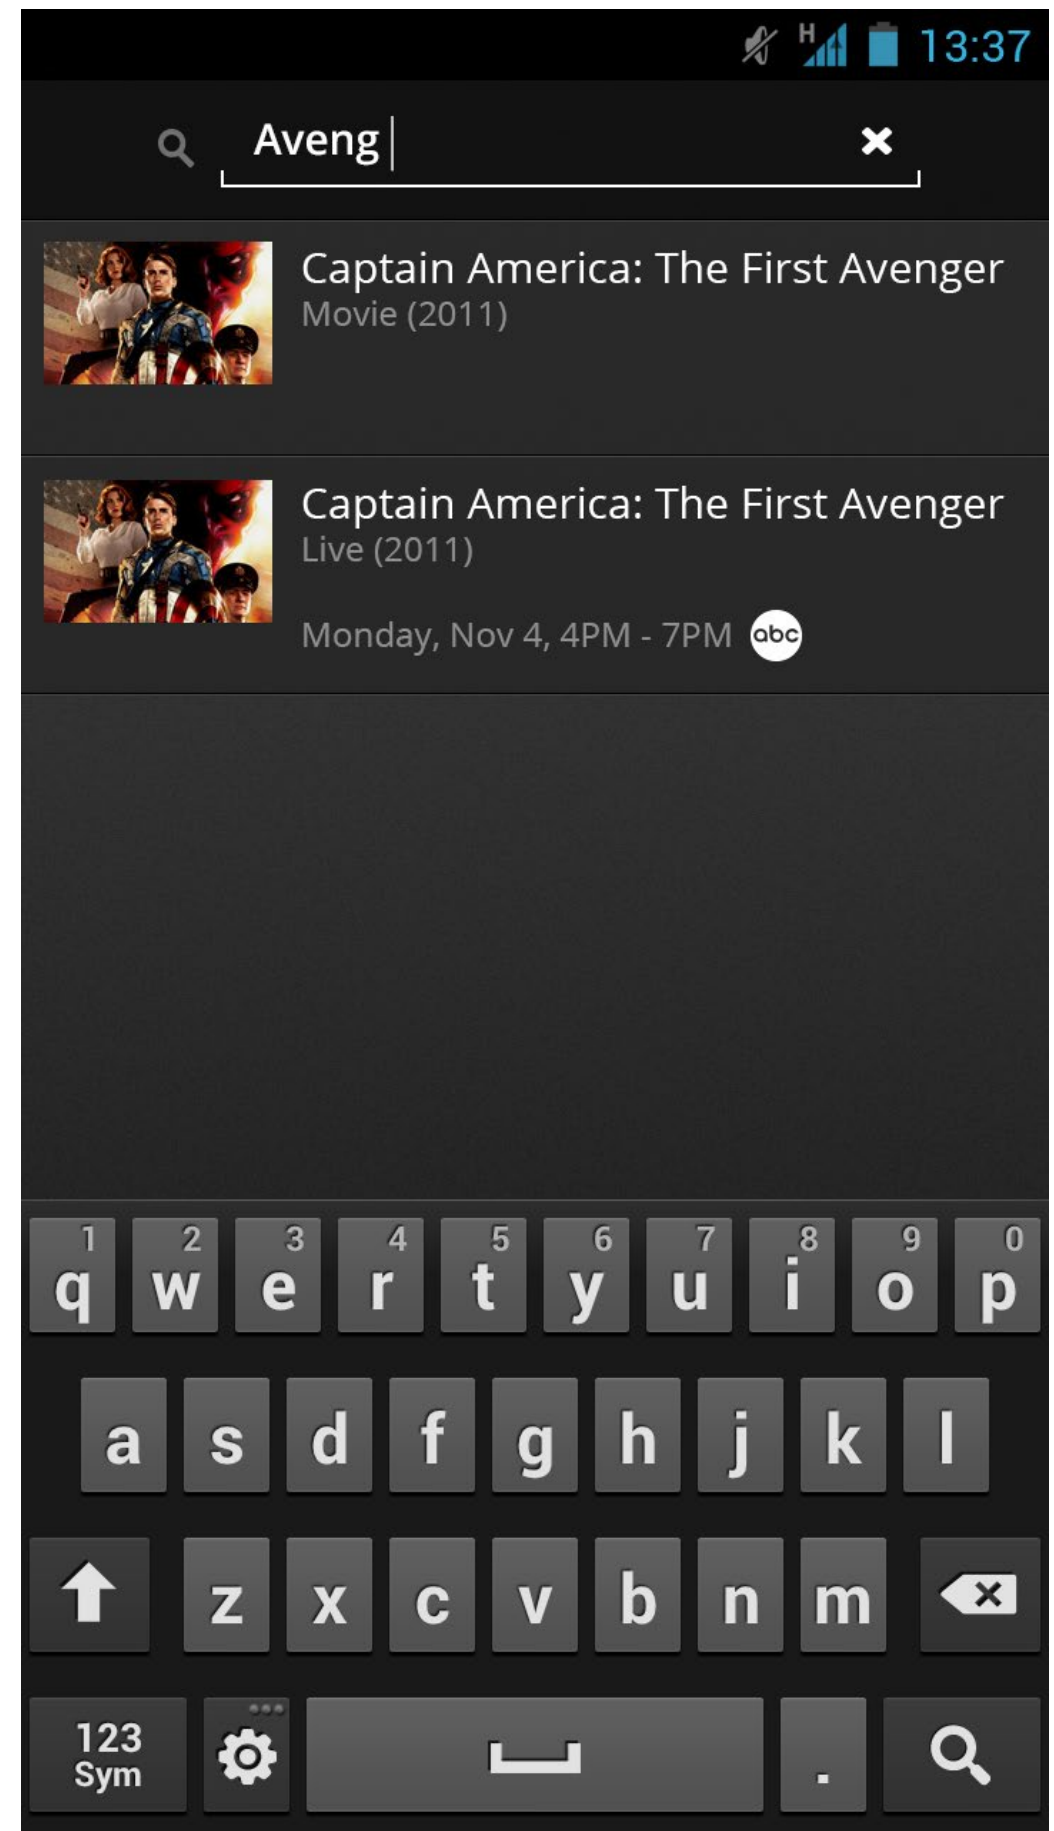 H 13:37
Aveng
Captain America: The First Avenger
Movie (2011)
Captain America: The First Avenger
Live (2011)
Monday, Nov 4, 4PM - 7PM abc
1 2 3 4 5 6 7 8 9 0
q w e r t y u i o p
a s d f g h j k l
z x c v b n m
123
Sym
.